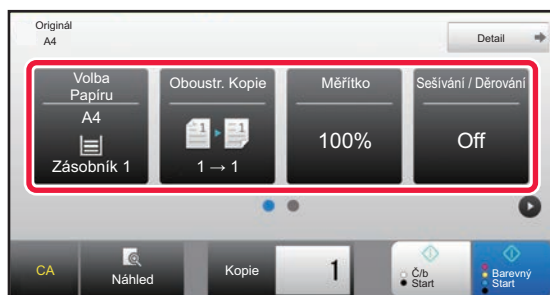 Originál
A4
Detail
Volba
Papíru
A4
Zásobník 1
Oboustr. Kopie
1 → 1
Měřítko
100%
Sešívání / Děrování
Off
CA
Náhled
Kopie
1
Č/b
Start
Barevný
Start